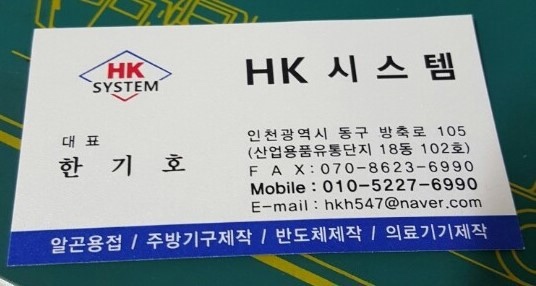 HK
SYSTEM
HK 시스템
대표
한기호
인천광역시 동구 방축로 105
(산업용품유통단지 18동 102호)
FAX:070-8623-6990
Mobile : 010-5227-6990
E-mail : hkh547@naver.com
알곤용접 / 주방기구제작 / 반도체제작 / 의료기기제작